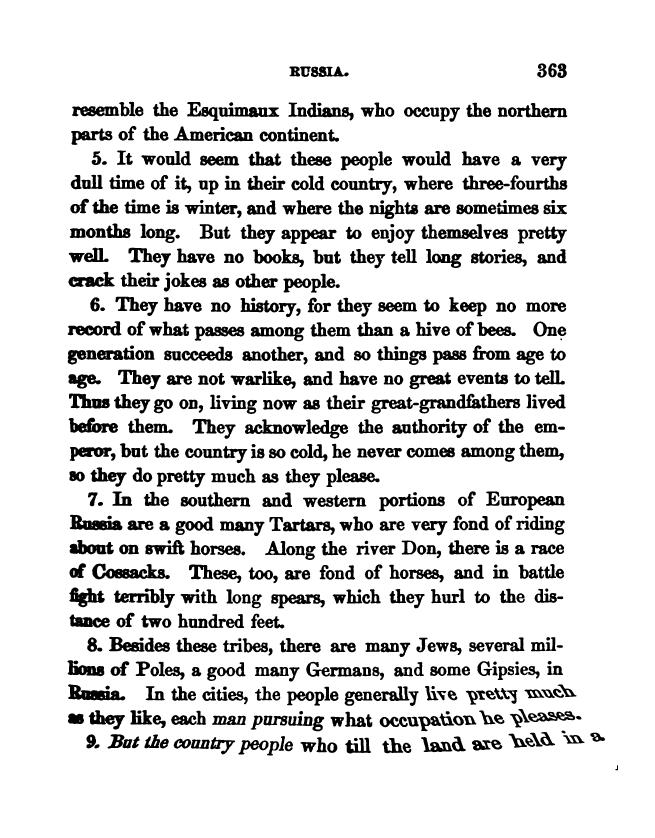 RUSSIA. 363
resemble the Esquimaux Indians, who occupy the northern
parts of the American continent.
5. It would seem that these people would have a very
dull time of it, up in their cold country, where three-fourths
of the time is winter, and where the nights are sometimes six
months long. But they appear to enjoy themselves pretty
well. They have no books, but they tell long stories, and
crack their jokes as other people.
6. They have no history, for they seem to keep no more
record of what passes among them than a hive of bees. One
generation succeeds another, and so things pass from age to
age. They are not warlike, and have no great events to tell.
Thus they go on, living now as their great-grandfathers lived
before them. They acknowledge the authority of the em-
peror, but the country is so cold, he never comes among them,
so they do pretty much as they please.
7. In the southern and western portions of European
Russia are a good many Tartars, who are very fond of riding
about on swift horses. Along the river Don, there is a race
of Cossacks. These, too, are fond of horses, and in battle
fight terribly with long spears, which they hurl to the dis-
tance of two hundred feet.
8. Besides these tribes, there are many Jews, several mil-
lions of Poles, a good many Germans, and some Gipsies, in
Russia. In the cities, the people generally live pretty much
as they like, each man pursuing what occupation he pleases.
9. But the country people who till the land are held in a